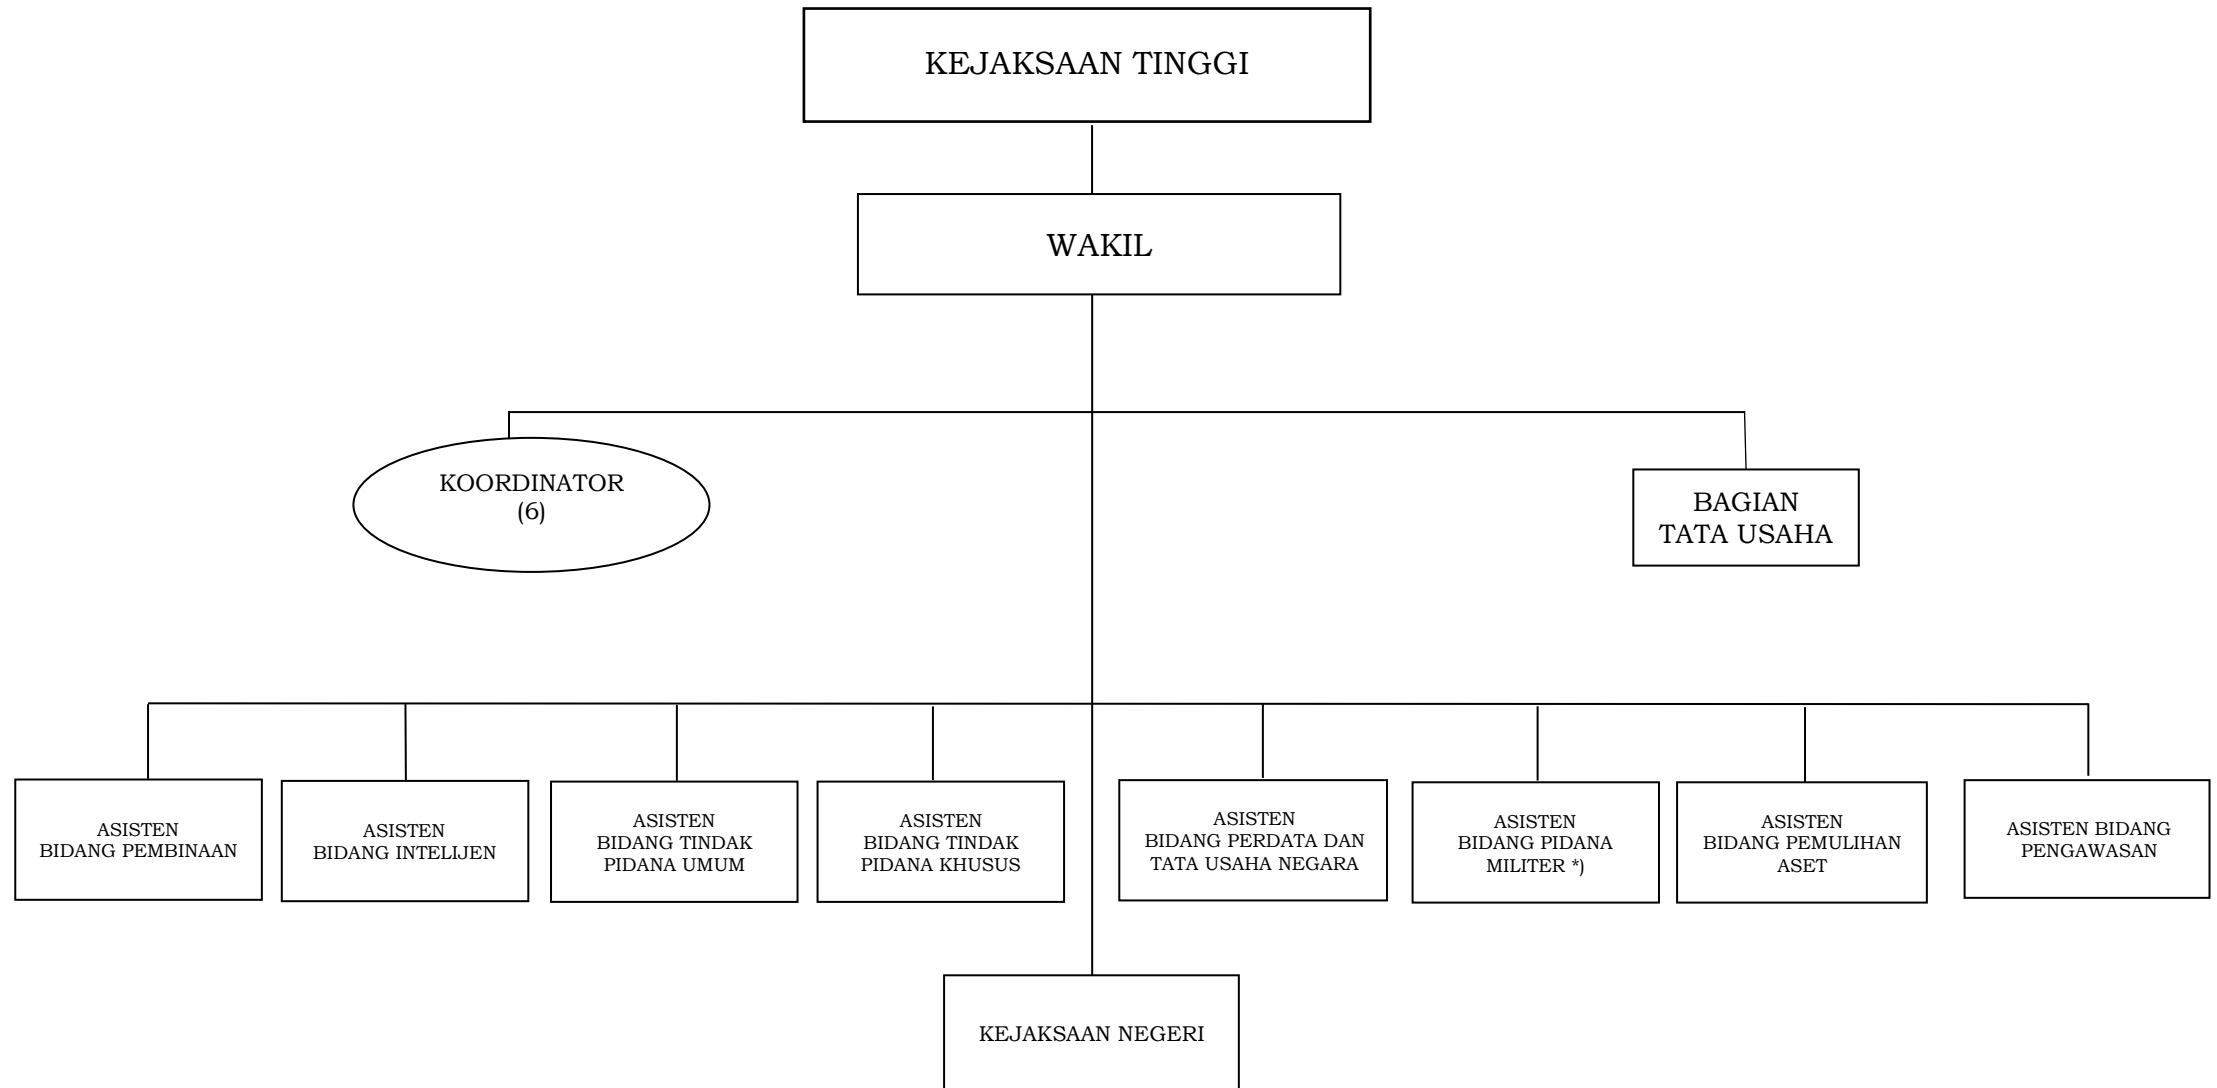 KEJAKSAAN TINGGI
WAKIL
KOORDINATOR
(6)
BAGIAN
TATA USAHA
ASISTEN
BIDANG PEMBINAAN
ASISTEN
BIDANG INTELIJEN
ASISTEN
BIDANG TINDAK
PIDANA UMUM
ASISTEN
BIDANG TINDAK
PIDANA KHUSUS
ASISTEN
BIDANG PERDATA DAN
TATA USAHA NEGARA
ASISTEN
BIDANG PIDANA
MILITER *)
ASISTEN
BIDANG PEMULIHAN
ASET
ASISTEN BIDANG
PENGAWASAN
KEJAKSAAN NEGERI